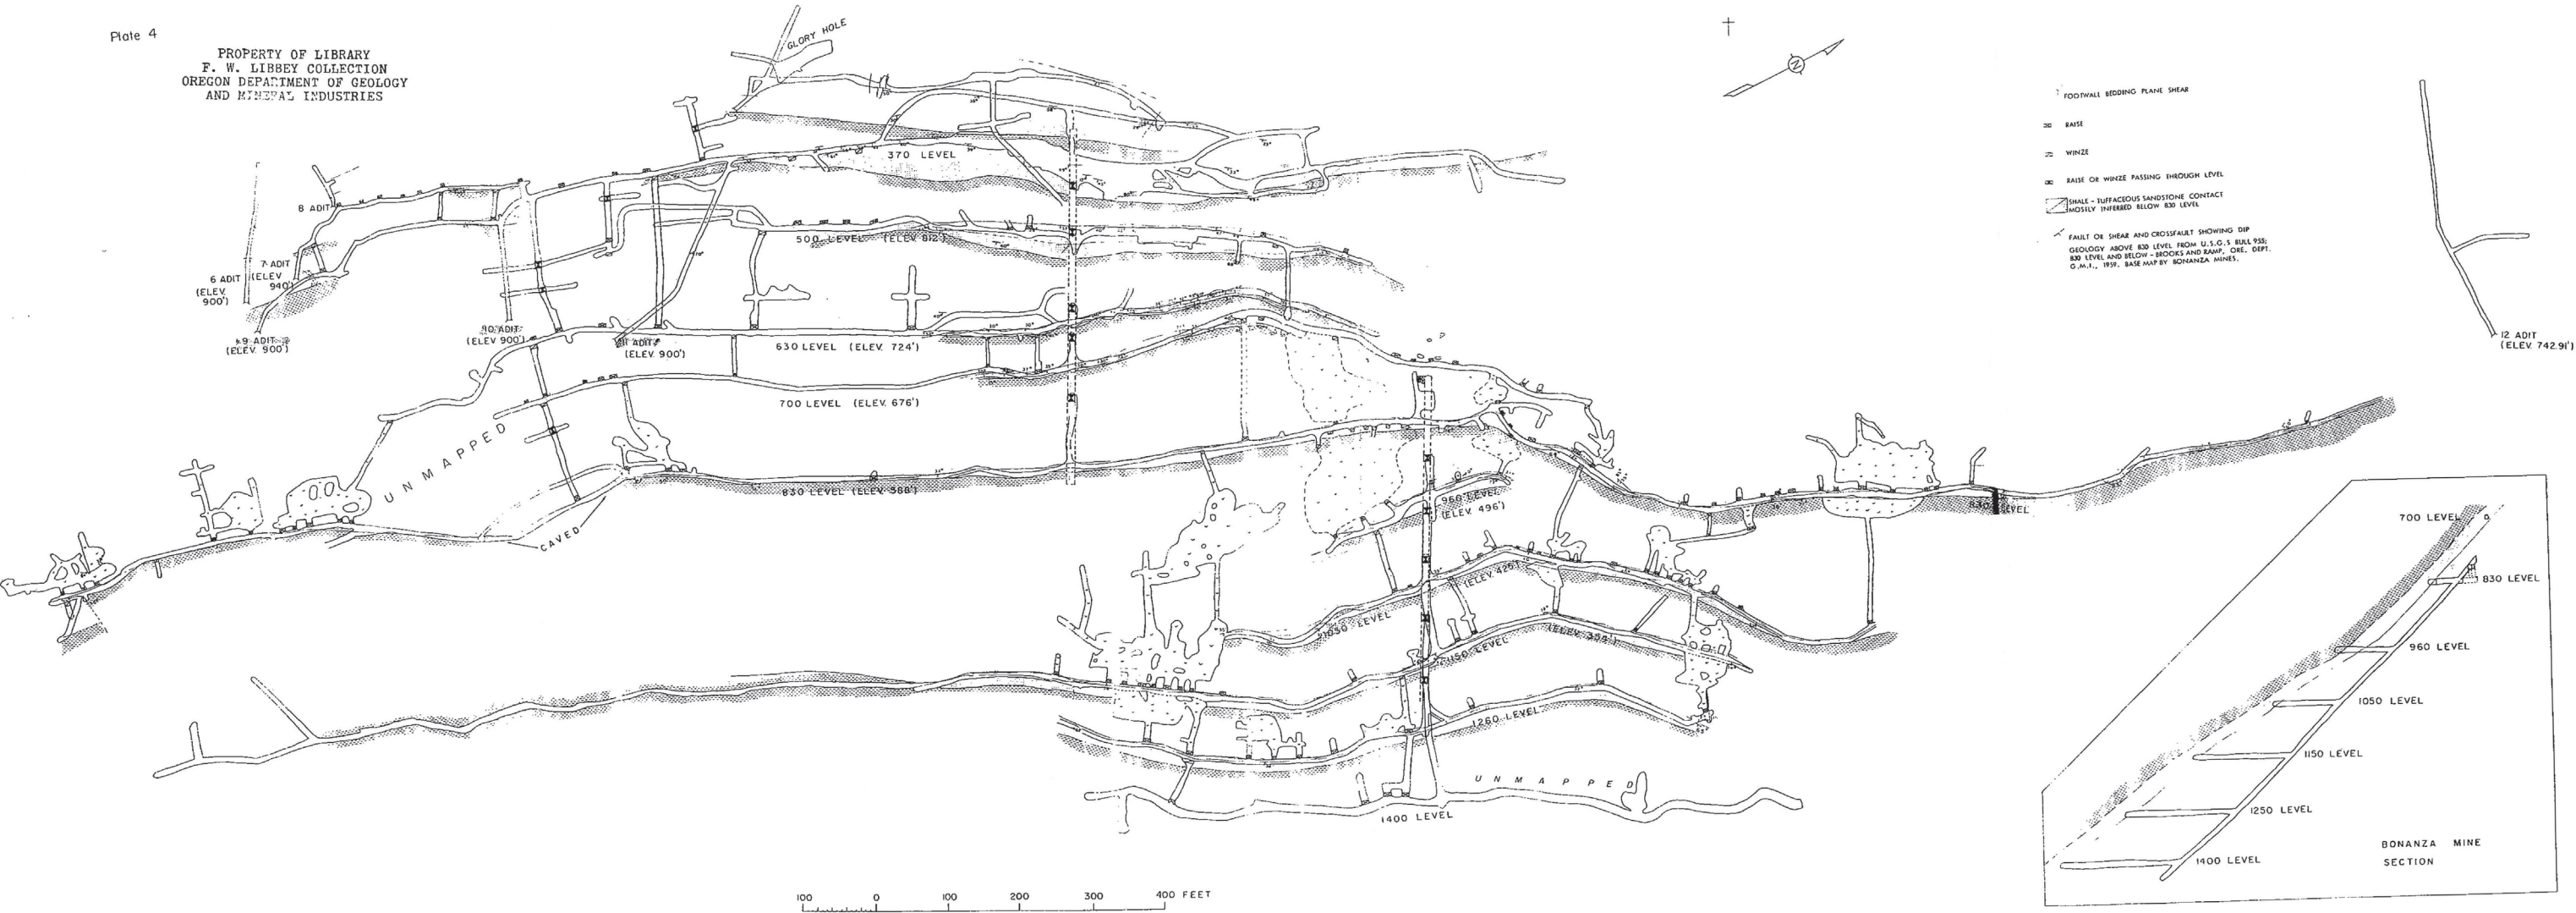 Plate 4
PROPERTY OF LIBRARY
F. W. LIBBEY COLLECTION
OREGON DEPARTMENT OF GEOLOGY
AND MINERAL INDUSTRIES
GLORY HOLE
N
FOOTWALL BEDDING PLANE SHEAR
RAISE
WINZE
RAISE OR WINZE PASSING THROUGH LEVEL
SHALE - TUFFACEOUS SANDSTONE CONTACT
MOSTLY INFERRED BELOW 830 LEVEL
FAULT OR SHEAR AND CROSSFAULT SHOWING DIP
GEOLOGY ABOVE 830 LEVEL FROM U.S.G.S BULL 955;
830 LEVEL AND BELOW - BROOKS AND RAMP, ORE. DEPT.
G.M.I., 1959. BASE MAP BY BONANZA MINES.
370 LEVEL
8 ADIT
500 LEVEL (ELEV. 812')
7 ADIT
(ELEV
940')
6 ADIT
(ELEV.
900')
9 ADIT
(ELEV. 900')
10 ADIT
(ELEV 900')
11 ADIT
(ELEV. 900')
630 LEVEL (ELEV. 724')
12 ADIT
(ELEV. 742.91')
700 LEVEL (ELEV. 676')
UNMAPPED
830 LEVEL (ELEV. 588')
CAVED
960 LEVEL
(ELEV. 496')
830 LEVEL
1050 LEVEL
(ELEV. 425')
1150 LEVEL
1260 LEVEL
UNMAPPED
1400 LEVEL
700 LEVEL
830 LEVEL
960 LEVEL
1050 LEVEL
1150 LEVEL
1250 LEVEL
1400 LEVEL
BONANZA MINE
SECTION
100 0 100 200 300 400 FEET